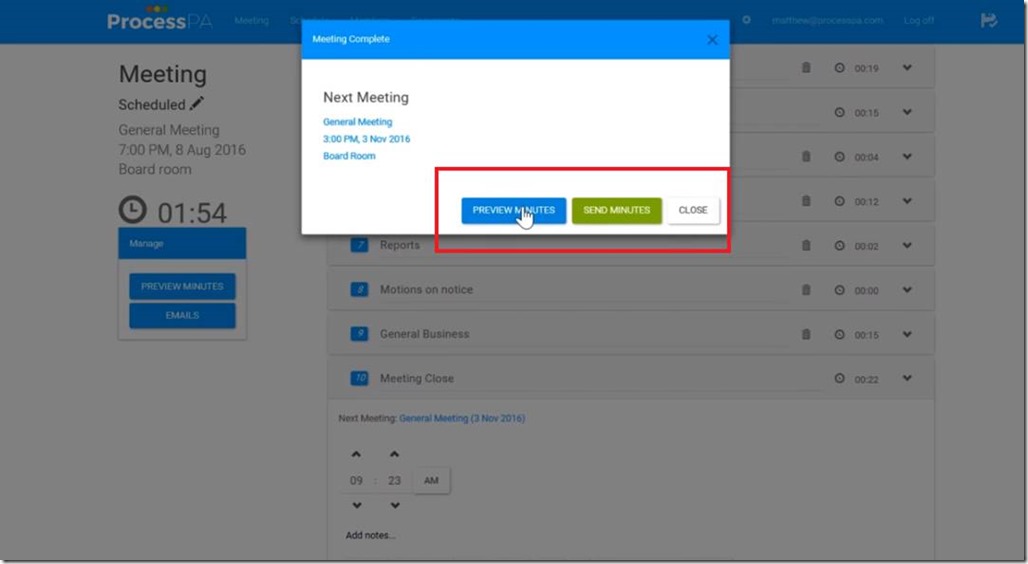 ProcessPA
Meeting
matthew@processpa.com
Log off
Meeting
Scheduled
General Meeting
7:00 PM, 8 Aug 2016
Board room
01:54
Manage
PREVIEW MINUTES
EMAILS
Meeting Complete
Next Meeting
General Meeting
3:00 PM, 3 Nov 2016
Board Room
PREVIEW MINUTES
SEND MINUTES
CLOSE
00:19
00:15
00:04
00:12
7 Reports 00:02
8 Motions on notice 00:00
9 General Business 00:15
10 Meeting Close 00:22
Next Meeting: General Meeting (3 Nov 2016)
09 : 23 AM
Add notes...